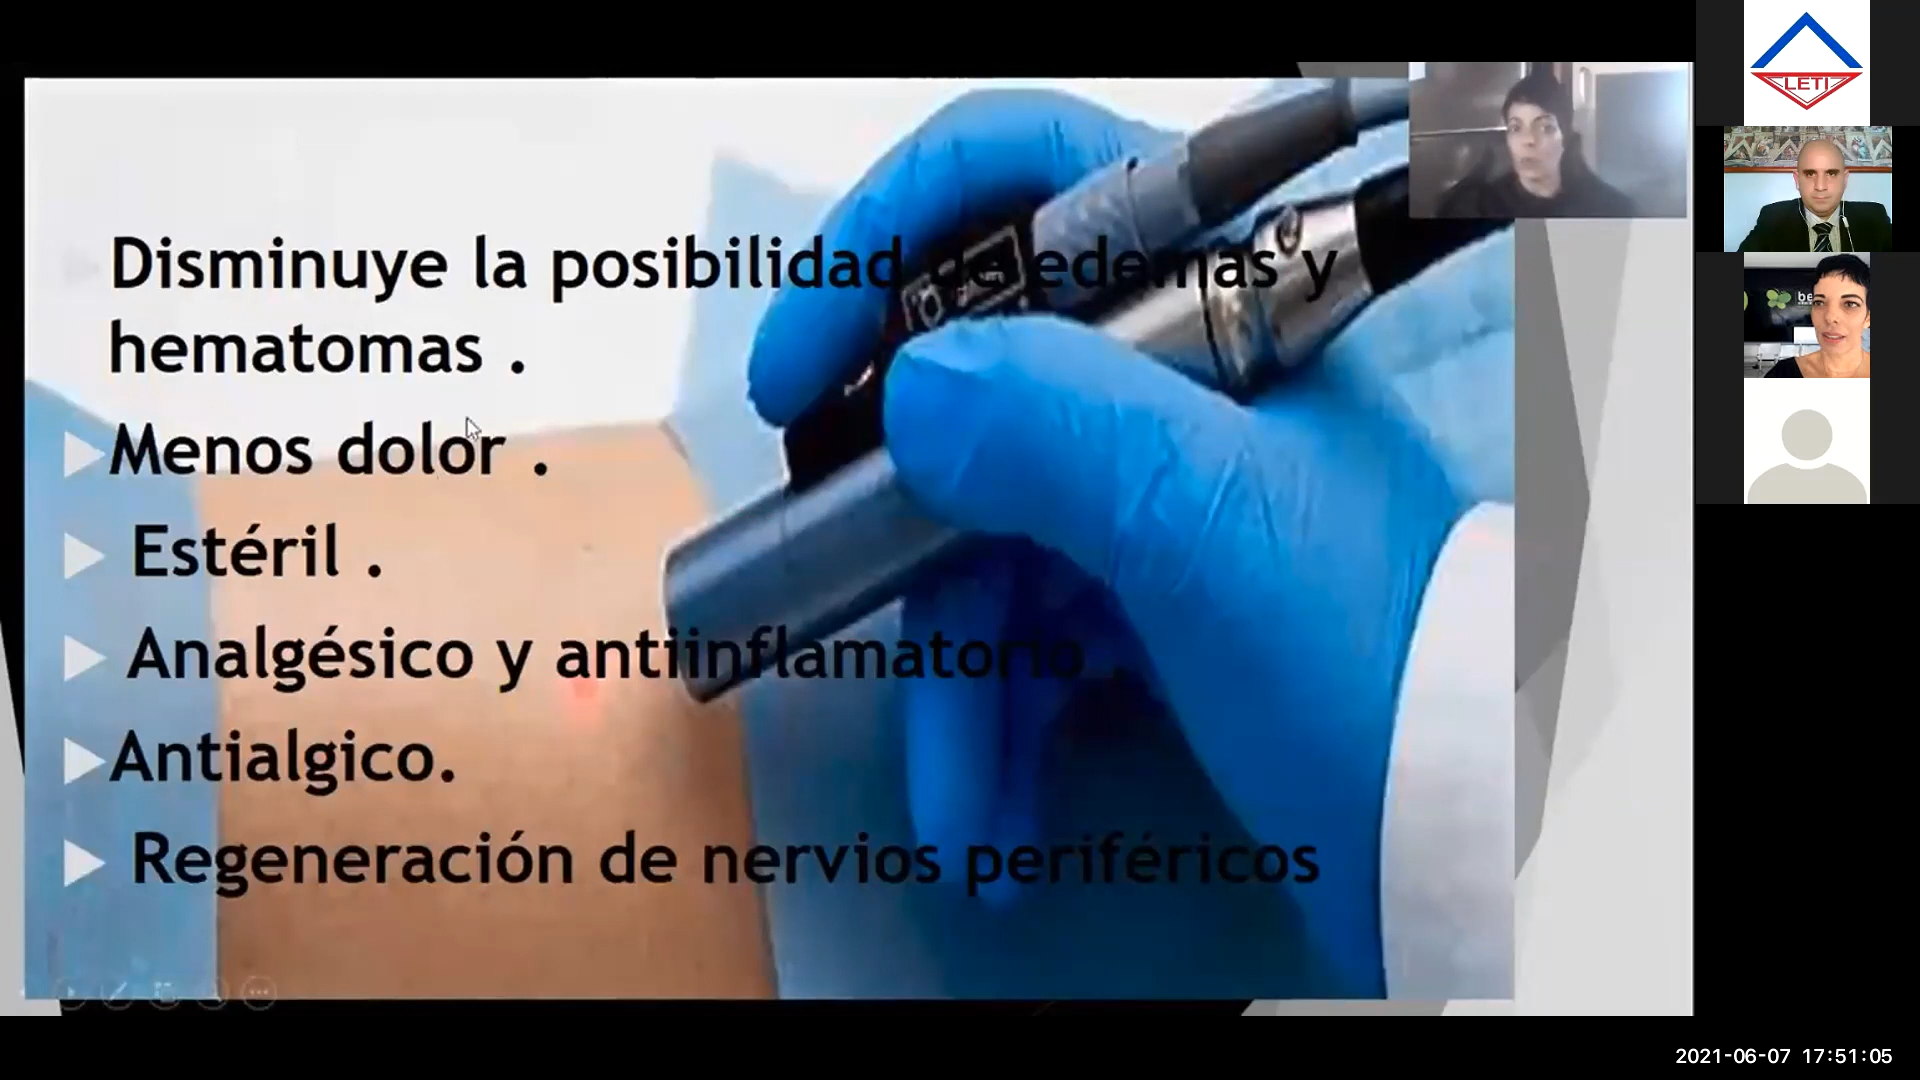 Disminuye la posibilidad de edemas y
hematomas .
Menos dolor .
Estéril .
Analgésico y antiinflamatorio .
Antialgico.
Regeneración de nervios periféricos
LETI
be
2021-06-07 17:51:05